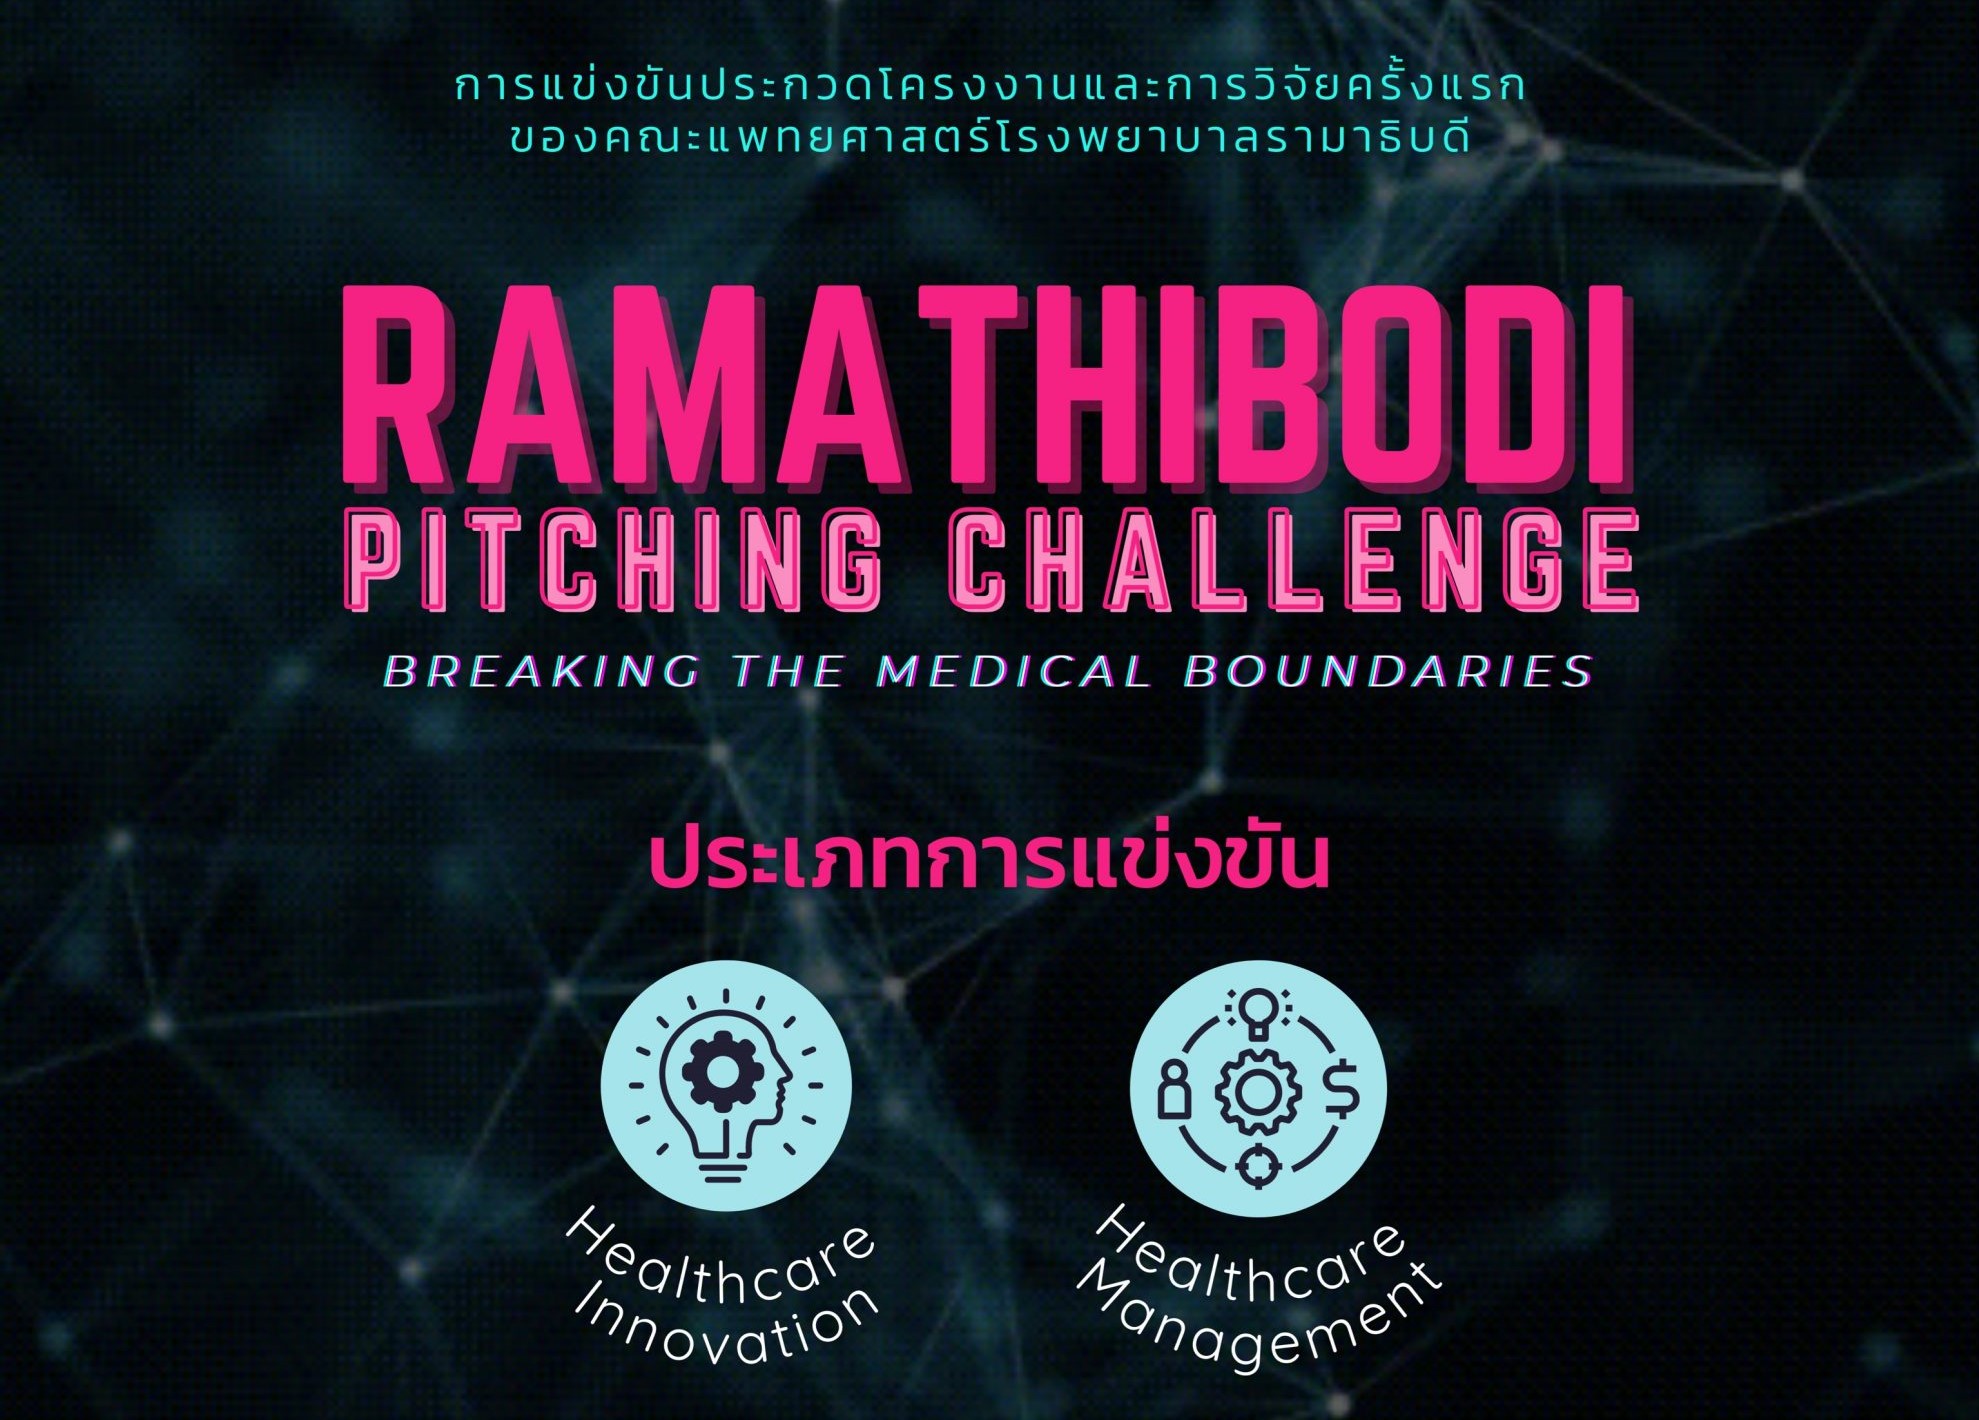 การแข่งขันประกวดโครงงานและการวิจัยครั้งแรก
ของคณะแพทยศาสตร์โรงพยาบาลรามาธิบดี
RAMATHIBODI
PITCHING CHALLENGE
BREAKING THE MEDICAL BOUNDARIES
ประเภทการแข่งขัน
Healthcare
Innovation
Healthcare
Management